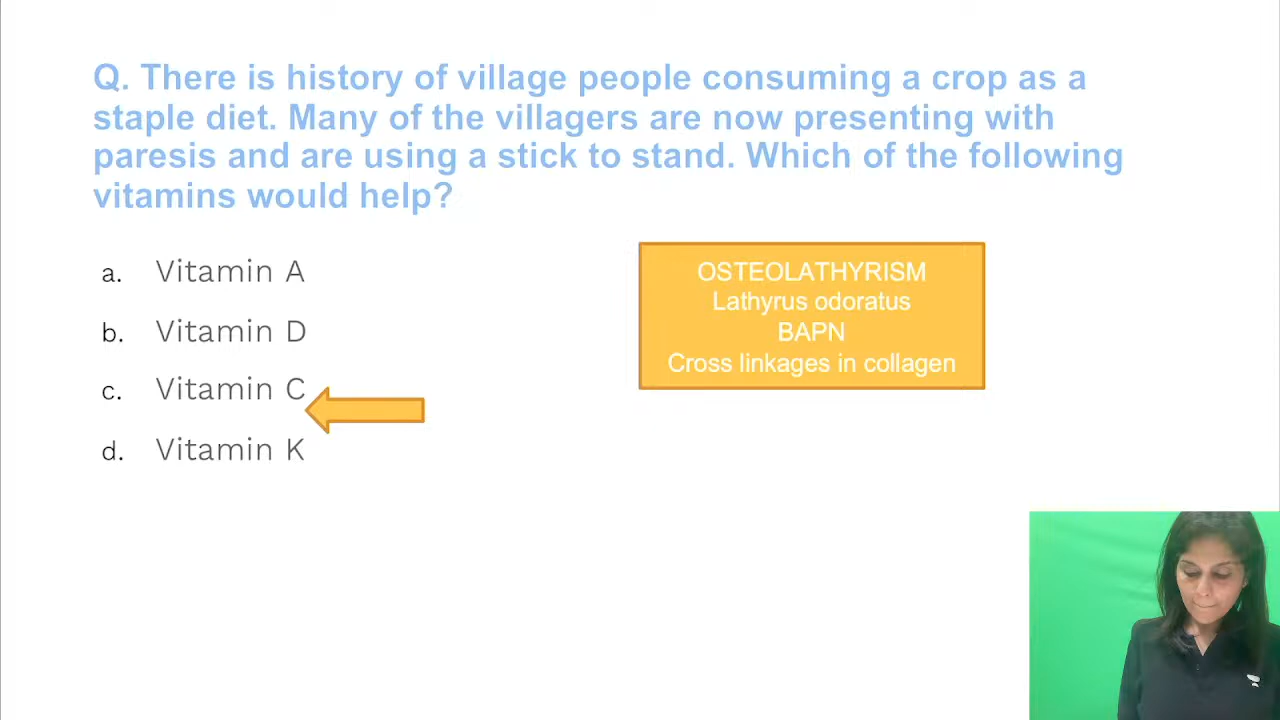 Q. There is history of village people consuming a crop as a
staple diet. Many of the villagers are now presenting with
paresis and are using a stick to stand. Which of the following
vitamins would help?
a. Vitamin A
b. Vitamin D
c. Vitamin C
d. Vitamin K
OSTEOLATHYRISM
Lathyrus odoratus
BAPN
Cross linkages in collagen